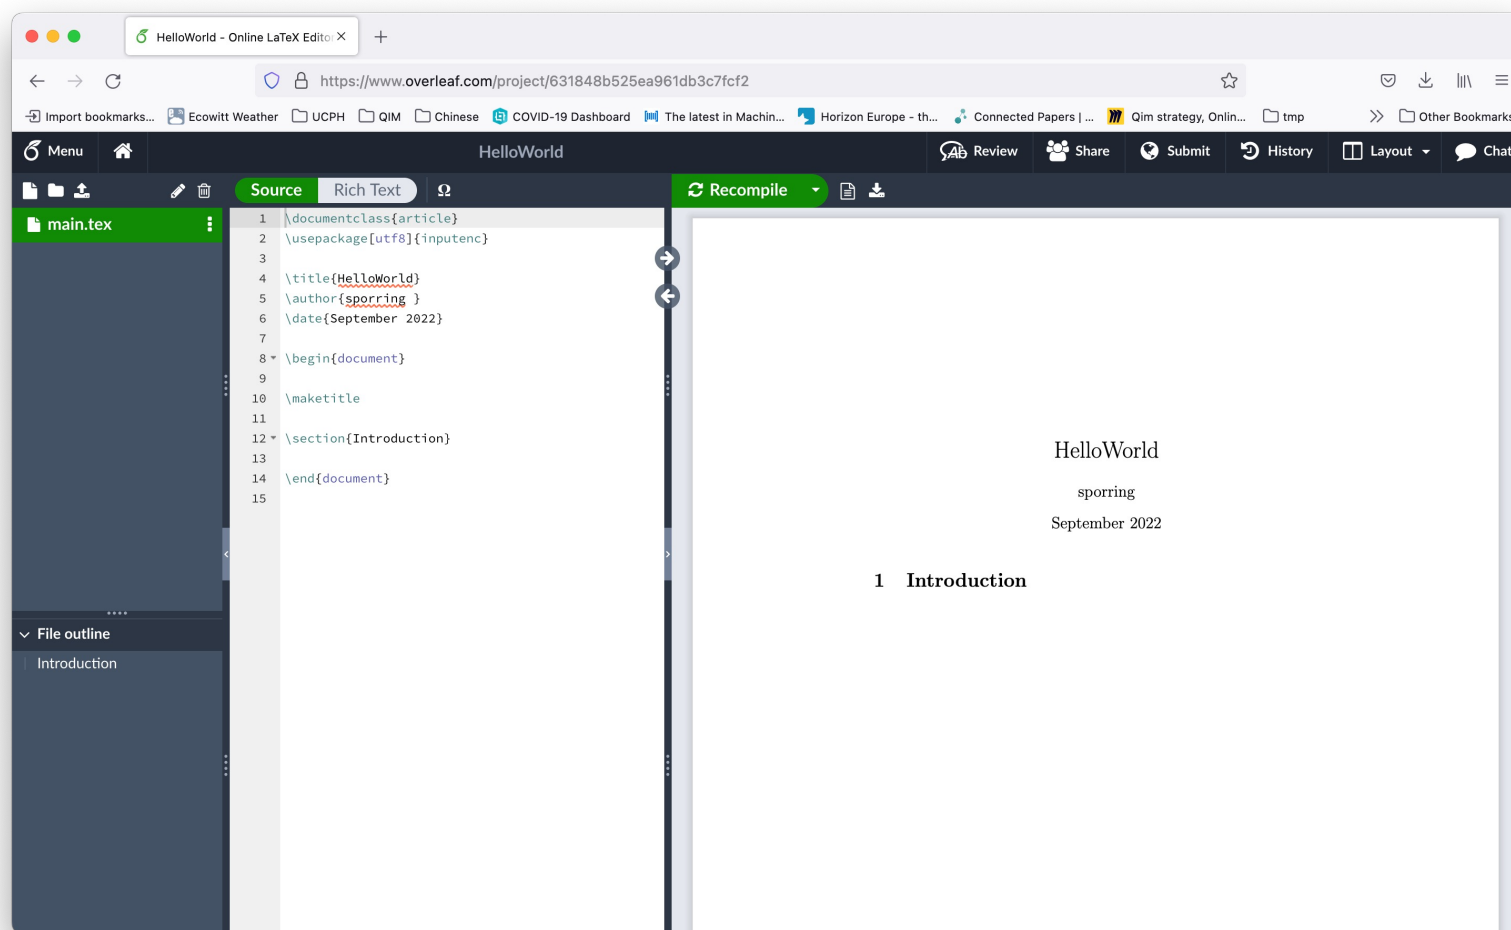 HelloWorld - Online LaTeX Edito
https://www.overleaf.com/project/631848b525ea961db3c7fcf2
Import bookmarks... Ecowitt Weather UCPH QIM Chinese COVID-19 Dashboard The latest in Machin... Horizon Europe - th... Connected Papers | ... Qim strategy, Onlin... tmp Other Bookmarks
Menu HelloWorld Review Share Submit History Layout Chat
Source Rich Text Ω Recompile
main.tex
1 \documentclass{article}
2 \usepackage[utf8]{inputenc}
3
4 \title{HelloWorld}
5 \author{sporring }
6 \date{September 2022}
7
8 \begin{document}
9
10 \maketitle
11
12 \section{Introduction}
13
14 \end{document}
15
File outline
Introduction
HelloWorld
sporring
September 2022
1 Introduction